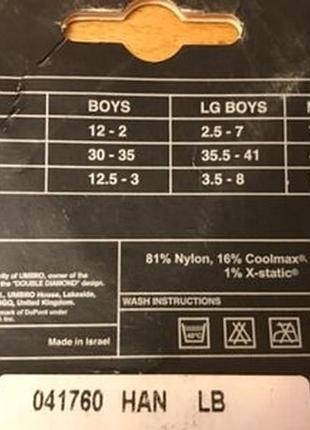 BOYS LG BOYS
12 - 2 2.5 - 7
30 - 35 35.5 - 41
12.5 - 3 3.5 - 8
81% Nylon, 16% Coolmax®
1% X-static®
of UMBRO, owner of the
the "DOUBLE DIAMOND" design.
UMBRO House, Lakeside,
United Kingdom.
of DuPont under
Inc.
WASH INSTRUCTIONS
40°C
Made in Israel
041760 HAN LB